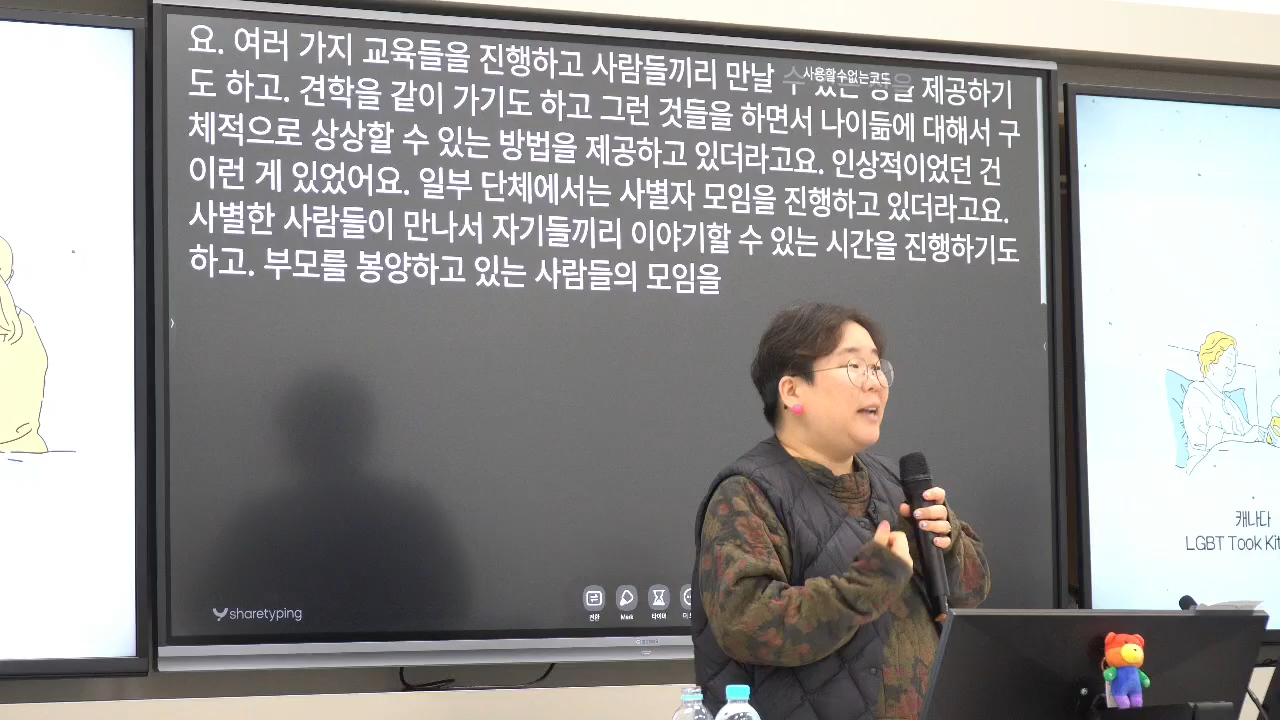 요. 여러 가지 교육들을 진행하고 사람들끼리 만날 수 있는 장을 제공하기
사용할수없는코드
도 하고. 견학을 같이 가기도 하고 그런 것들을 하면서 나이듦에 대해서 구
체적으로 상상할 수 있는 방법을 제공하고 있더라고요. 인상적이었던 건
이런 게 있었어요. 일부 단체에서는 사별자 모임을 진행하고 있더라고요.
사별한 사람들이 만나서 자기들끼리 이야기할 수 있는 시간을 진행하기도
하고. 부모를 봉양하고 있는 사람들의 모임을
sharetyping
전환 Mark 타이머
캐나다
LGBT Took Kit